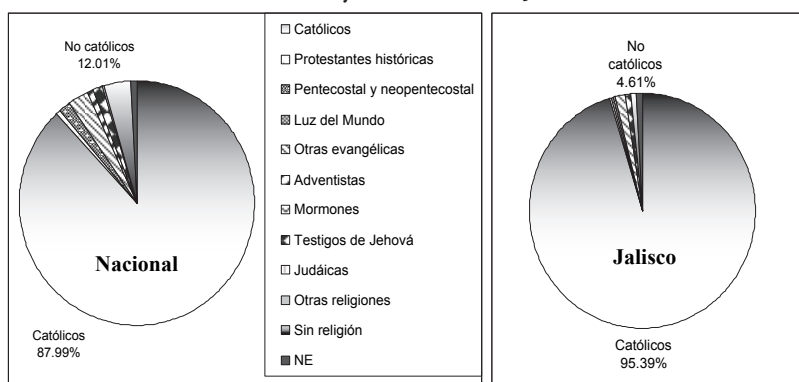 No católicos
12.01%
Nacional
Católicos
87.99%
Católicos
Protestantes históricas
Pentecostal y neopentecostal
Luz del Mundo
Otras evangélicas
Adventistas
Mormones
Testigos de Jehová
Judáicas
Otras religiones
Sin religión
NE
No
católicos
4.61%
Jalisco
Católicos
95.39%